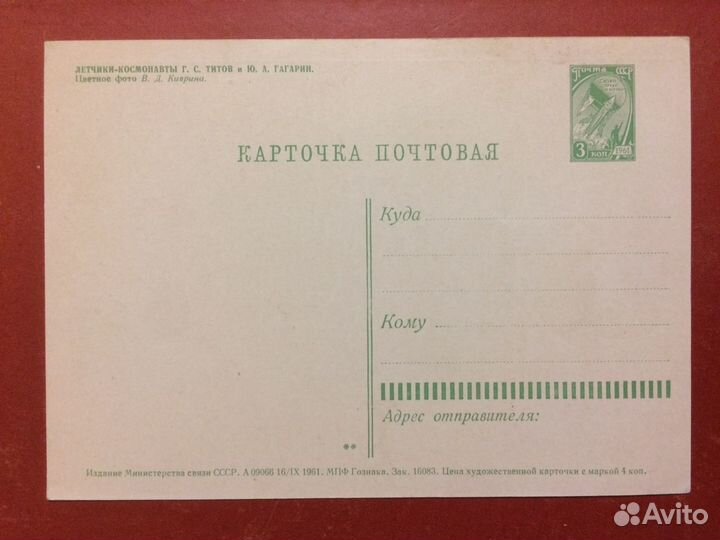 ЛЕТЧИКИ-КОСМОНАВТЫ Г. С. ТИТОВ и Ю. А. ГАГАРИН.
Цветное фото В. Д. Киврина.
ПОЧТА СССР
3 КОП.
1961
КАРТОЧКА ПОЧТОВАЯ
Куда
Кому
Адрес отправителя:
**
Издание Министерства связи СССР. А 09066 16/IX 1961. МПФ Гознака. Зак. 16083. Цена художественной карточки с маркой 4 коп.
Avito